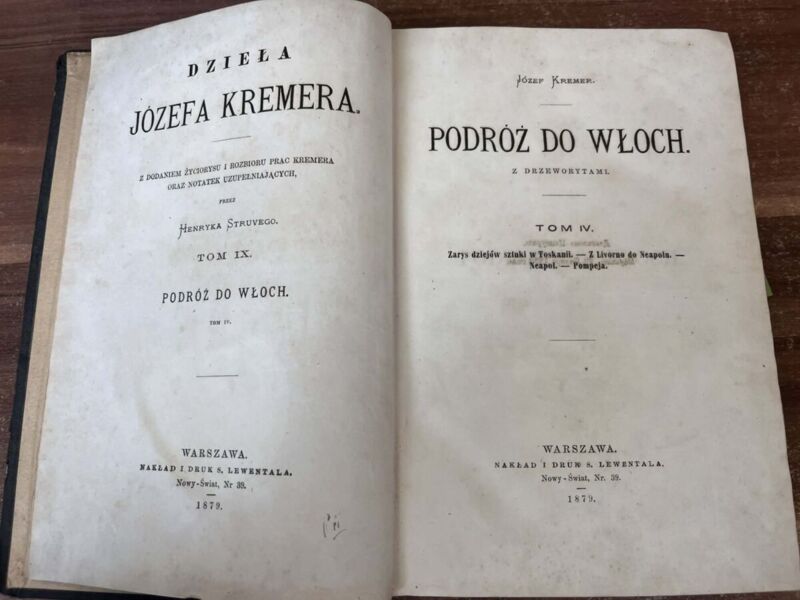 DZIEŁA
JÓZEFA KREMERA.
Z DODANIEM ŻYCIORYSU I ROZBIORU PRAC KREMERA
ORAZ NOTATEK UZUPEŁNIAJĄCYCH,
PRZEZ
HENRYKA STRUVEGO.
TOM IX.
PODRÓŻ DO WŁOCH.
TOM IV.
WARSZAWA.
NAKŁAD I DRUK S. LEWENTALA.
Nowy-Świat, Nr 39.
1879.
JÓZEF KREMER.
PODRÓŻ DO WŁOCH.
Z DRZEWORYTAMI.
TOM IV.
Zarys dziejów sztuki w Toskanii. — Z Livorno do Neapolu. —
Neapol. — Pompeja.
WARSZAWA.
NAKŁAD I DRUK S. LEWENTALA.
Nowy-Świat, Nr. 39.
1879.